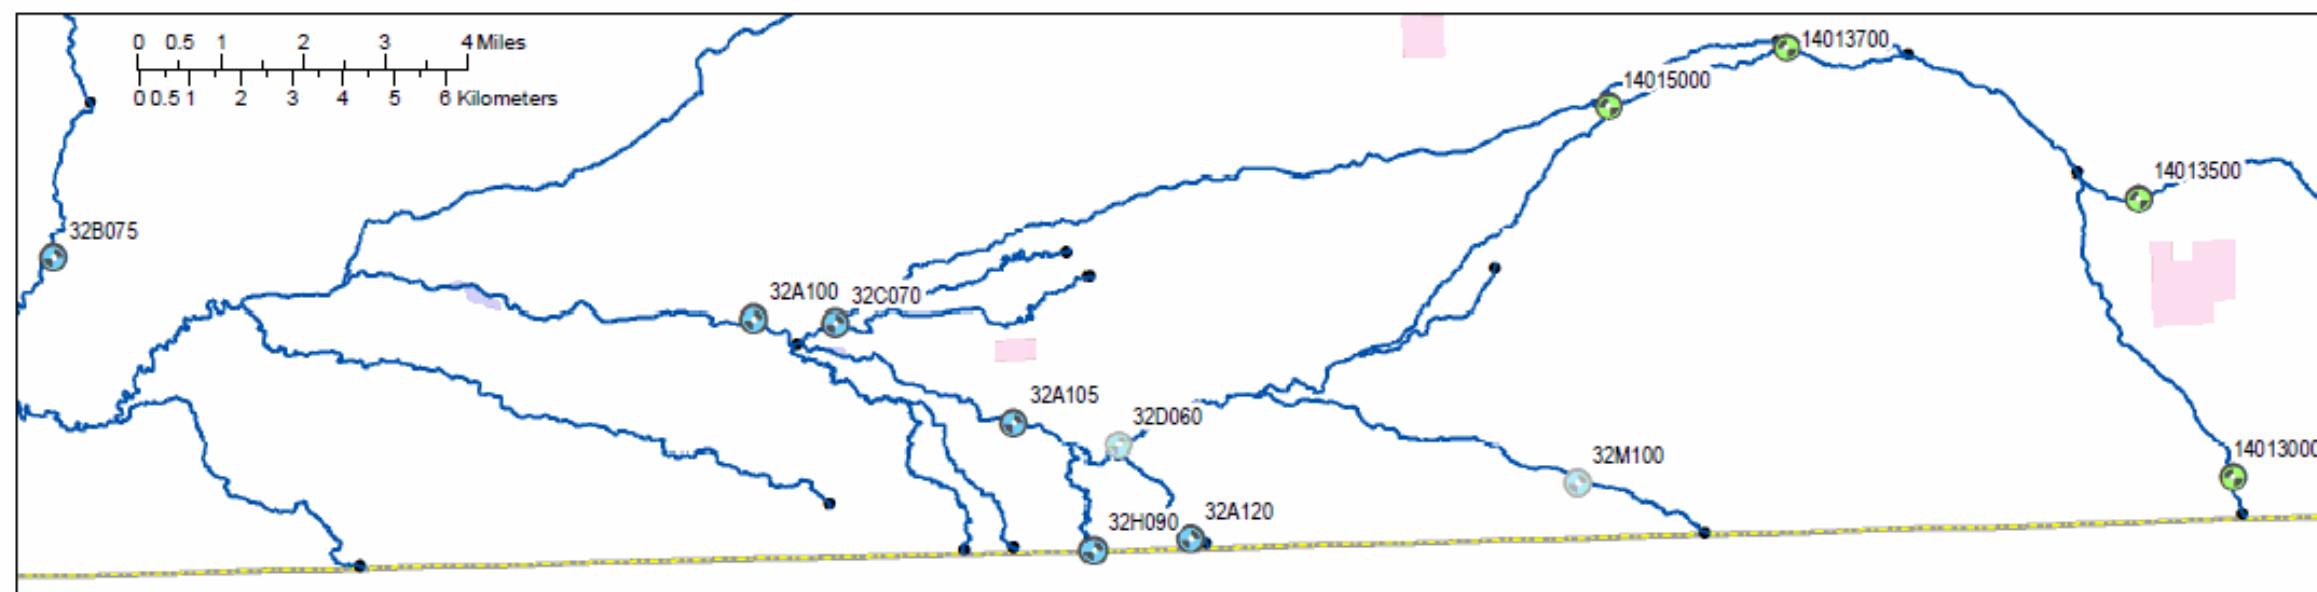 0 0.5 1 2 3 4 Miles
0 0.5 1 2 3 4 5 6 Kilometers
14013700
14015000
14013500
32B075
32A100
32C070
32A105
32D060
14013000
32M100
32H090
32A120